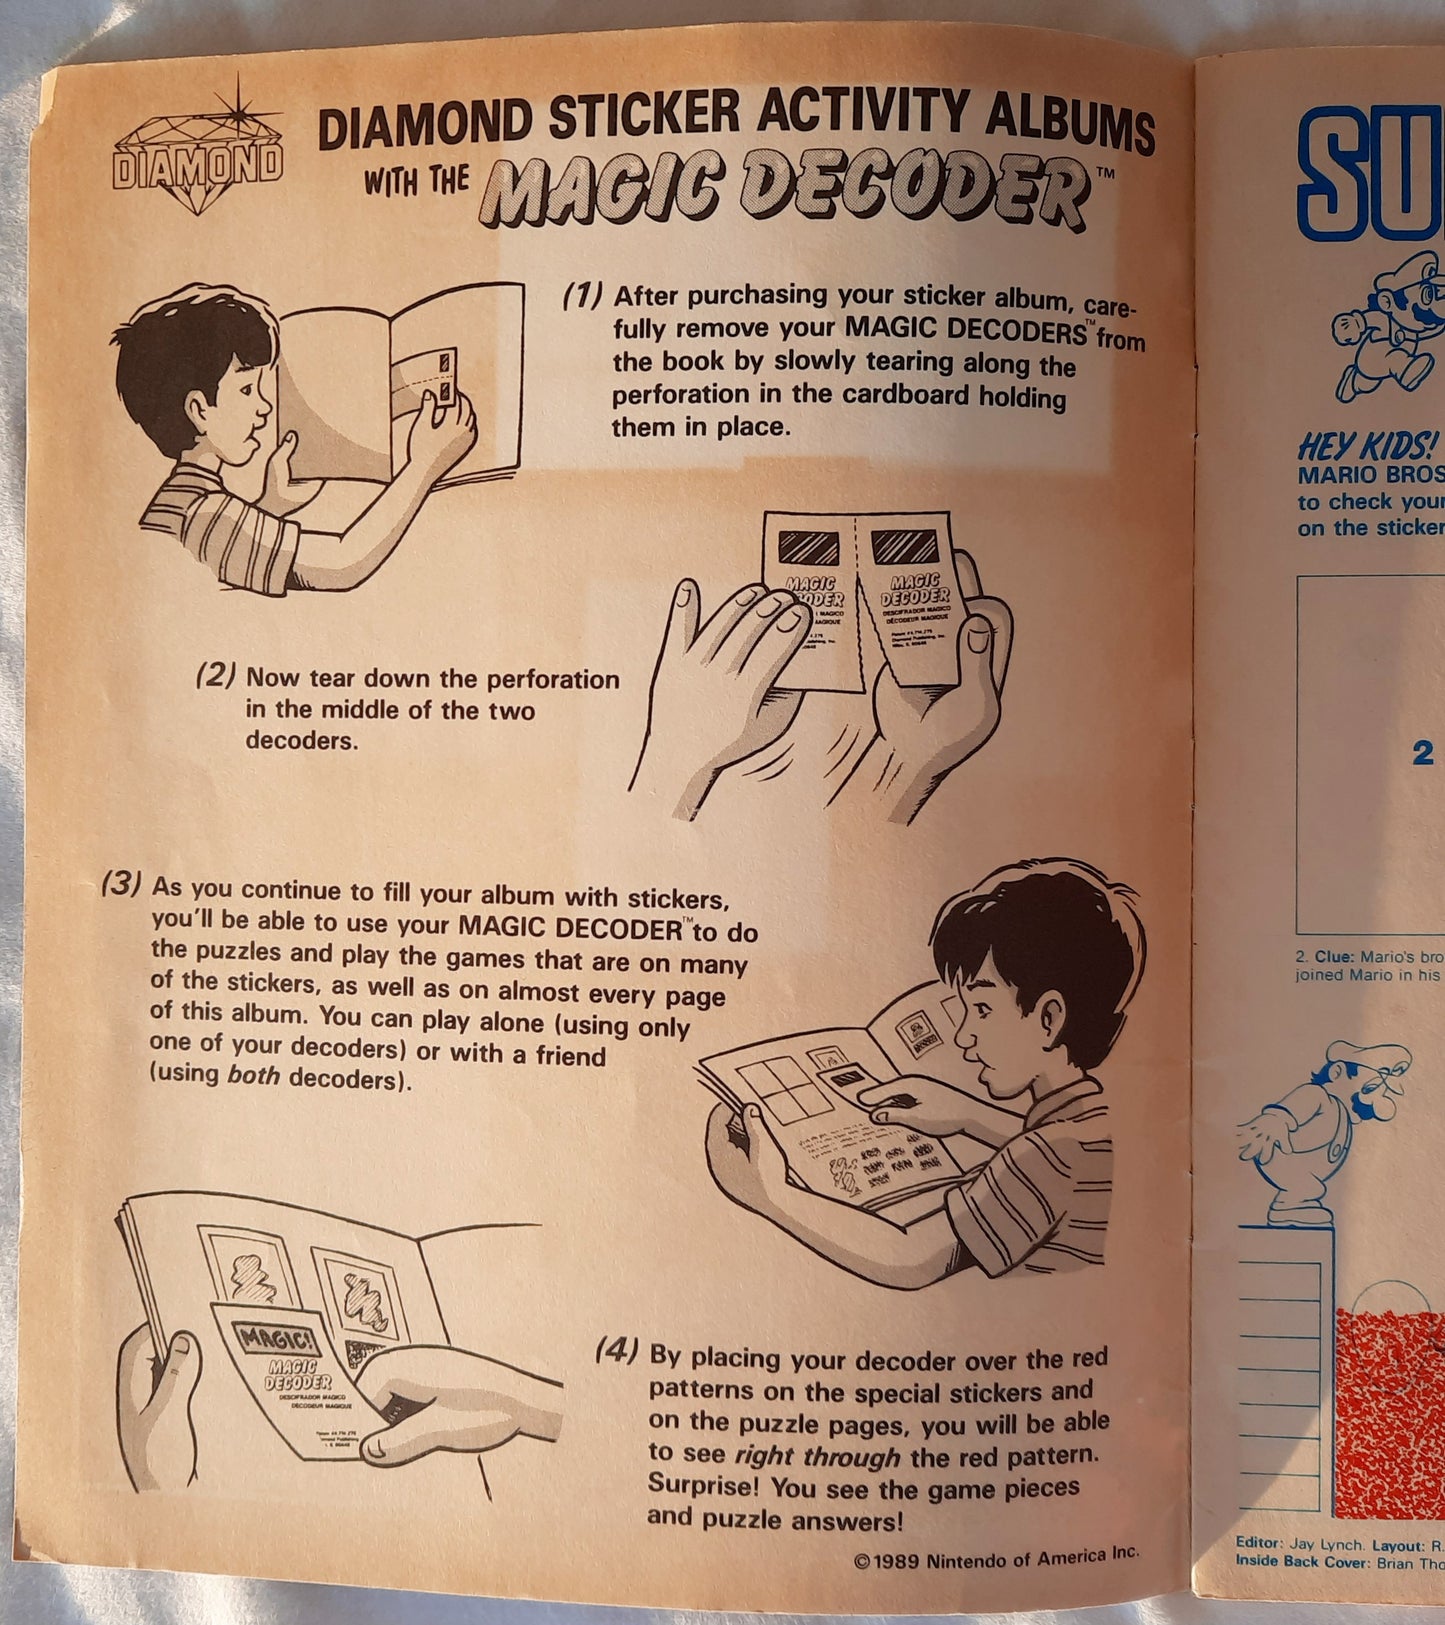 DIAMOND
DIAMOND STICKER ACTIVITY ALBUMS
WITH THE MAGIC DECODER™
(1) After purchasing your sticker album, care-
fully remove your MAGIC DECODERS™ from
the book by slowly tearing along the
perforation in the cardboard holding
them in place.
MAGIC
DECODER
DESCIFRADOR MAGICO
DÉCODEUR MAGIQUE
(2) Now tear down the perforation
in the middle of the two
decoders.
(3) As you continue to fill your album with stickers,
you'll be able to use your MAGIC DECODER™ to do
the puzzles and play the games that are on many
of the stickers, as well as on almost every page
of this album. You can play alone (using only
one of your decoders) or with a friend
(using both decoders).
MAGIC!
MAGIC
DECODER
DESCIFRADOR MAGICO
DÉCODEUR MAGIQUE
(4) By placing your decoder over the red
patterns on the special stickers and
on the puzzle pages, you will be able
to see right through the red pattern.
Surprise! You see the game pieces
and puzzle answers!
©1989 Nintendo of America Inc.
SU
HEY KIDS!
MARIO BROS
to check your
on the sticker
2
2. Clue: Mario's bro
joined Mario in his
Editor: Jay Lynch. Layout: R.
Inside Back Cover: Brian Tho